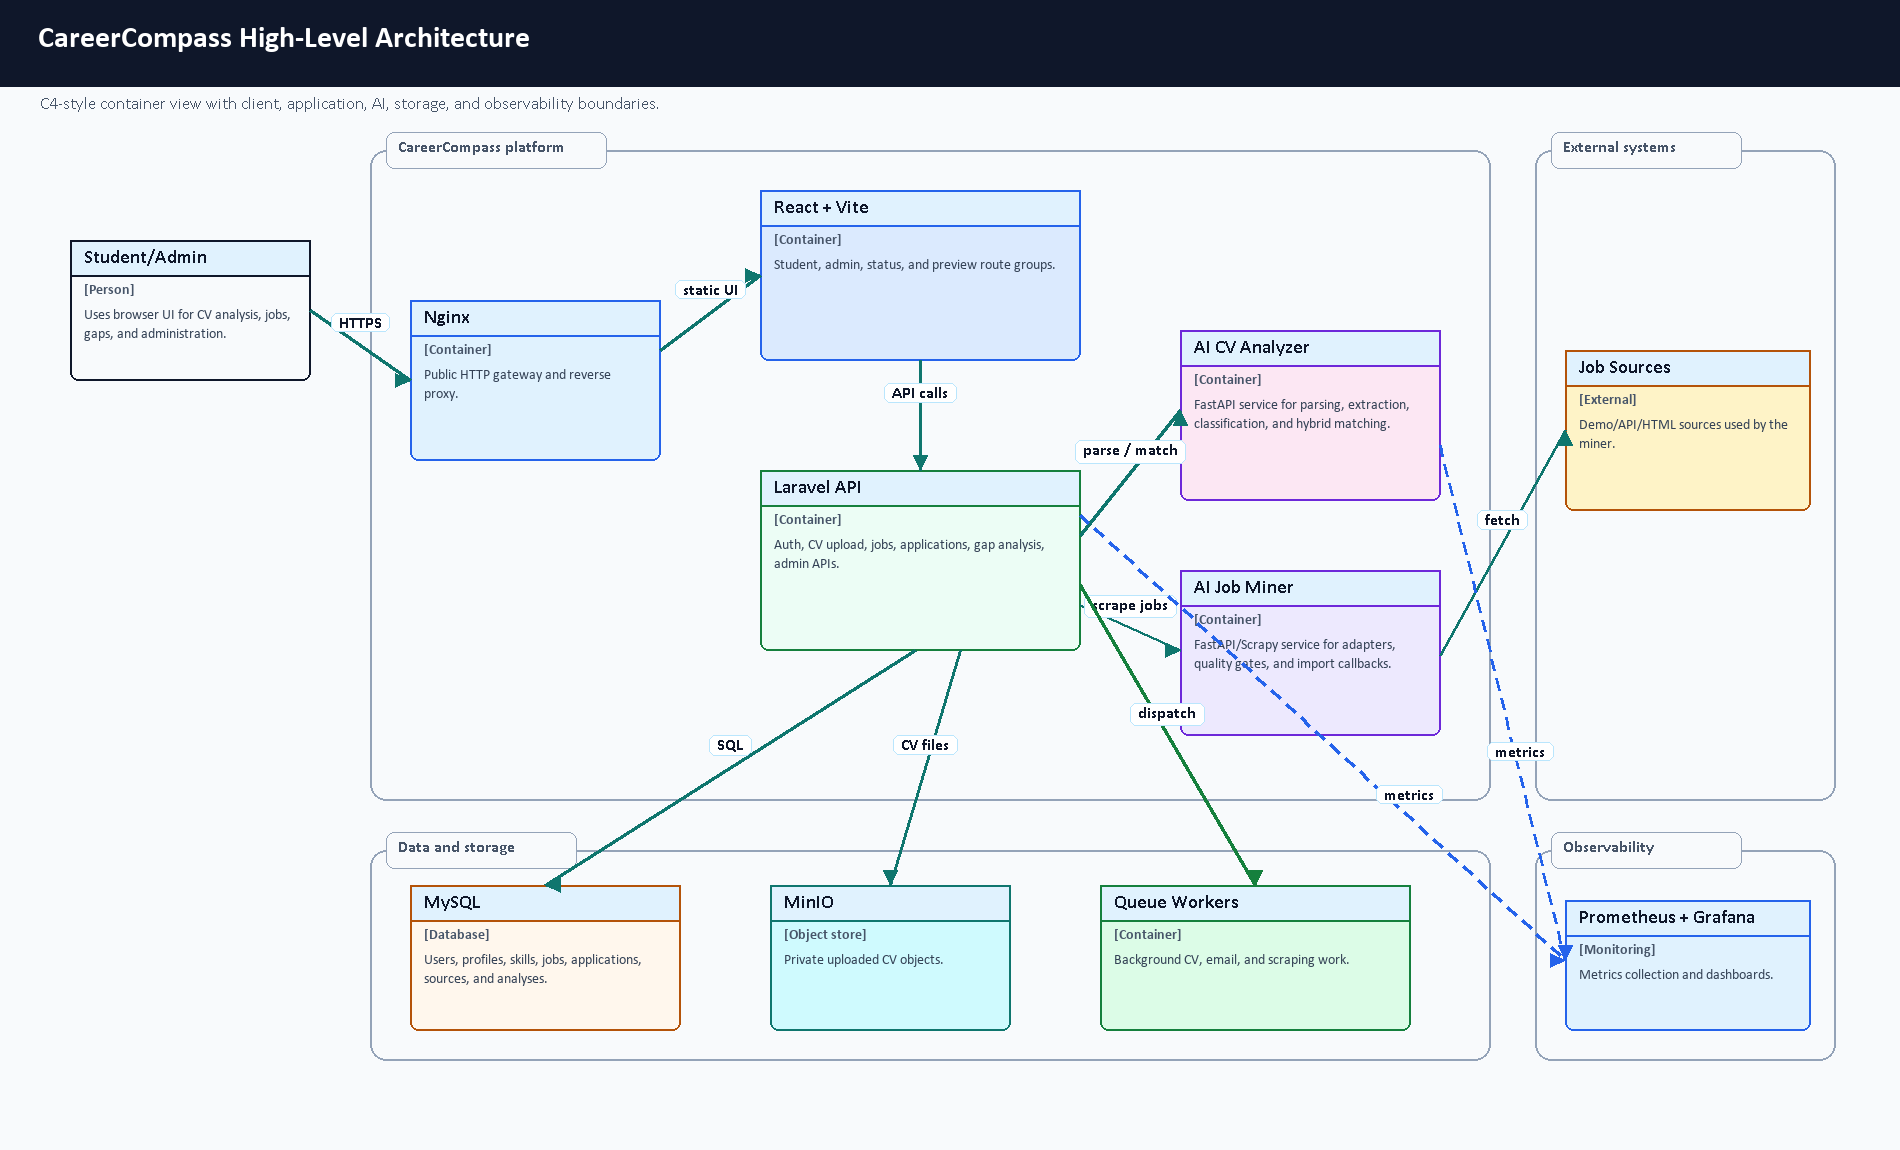 CareerCompass High-Level Architecture
C4-style container view with client, application, AI, storage, and observability boundaries.
CareerCompass platform
External systems
Student/Admin
[Person]
Uses browser UI for CV analysis, jobs,
gaps, and administration.
HTTPS
Nginx
[Container]
Public HTTP gateway and reverse
proxy.
static UI
React + Vite
[Container]
Student, admin, status, and preview route groups.
API calls
Laravel API
[Container]
Auth, CV upload, jobs, applications, gap analysis,
admin APIs.
parse / match
AI CV Analyzer
[Container]
FastAPI service for parsing, extraction,
classification, and hybrid matching.
scrape jobs
AI Job Miner
[Container]
FastAPI/Scrapy service for adapters,
quality gates, and import callbacks.
fetch
Job Sources
[External]
Demo/API/HTML sources used by the
miner.
dispatch
SQL
CV files
metrics
metrics
Data and storage
MySQL
[Database]
Users, profiles, skills, jobs, applications,
sources, and analyses.
MinIO
[Object store]
Private uploaded CV objects.
Queue Workers
[Container]
Background CV, email, and scraping work.
Observability
Prometheus + Grafana
[Monitoring]
Metrics collection and dashboards.